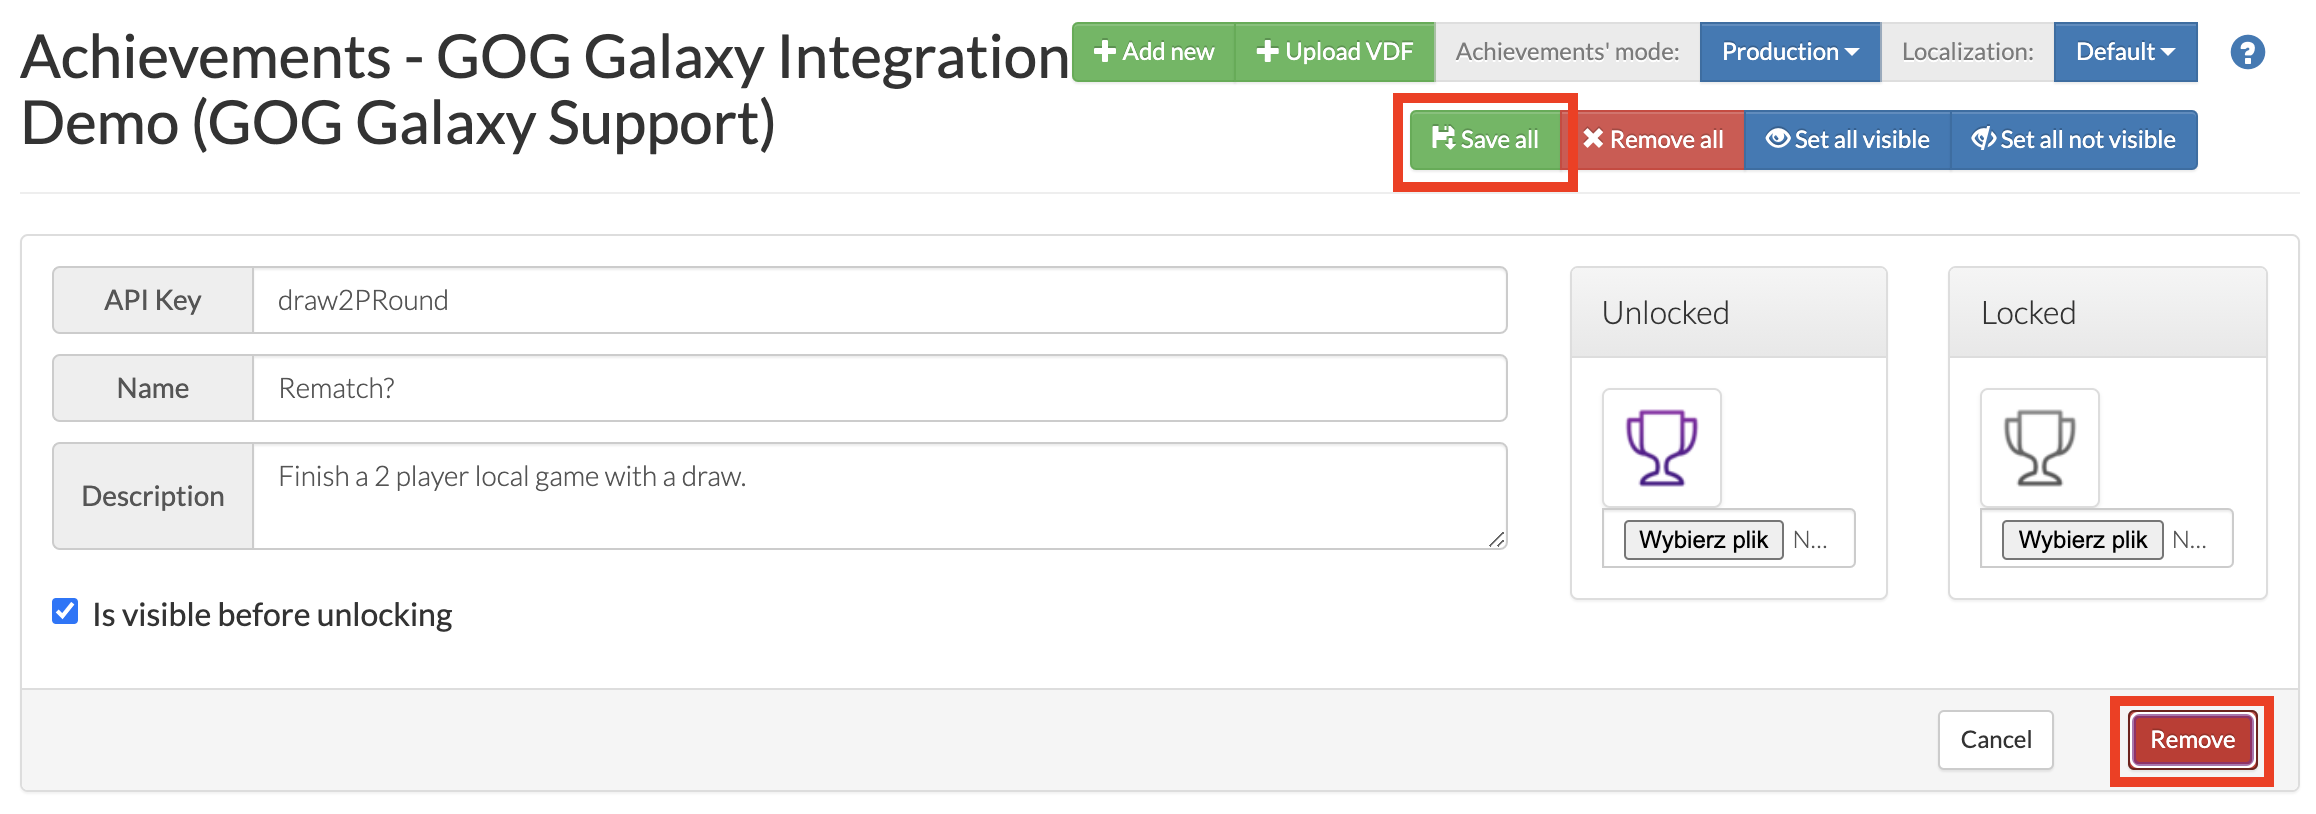 Achievements - GOG Galaxy Integration
Demo (GOG Galaxy Support)
Add new
Upload VDF
Achievements' mode:
Production
Localization:
Default
?
Save all
Remove all
Set all visible
Set all not visible
API Key
draw2PRound
Name
Rematch?
Description
Finish a 2 player local game with a draw.
Is visible before unlocking
Unlocked
Wybierz plik N...
Locked
Wybierz plik N...
Cancel
Remove